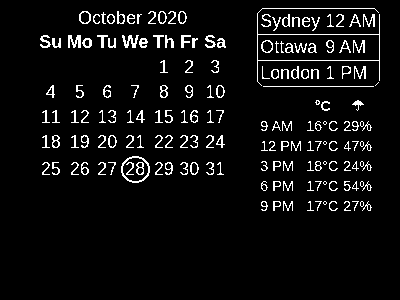 October 2020
Su Mo Tu We Th Fr Sa
1 2 3
4 5 6 7 8 9 10
11 12 13 14 15 16 17
18 19 20 21 22 23 24
25 26 27 28 29 30 31
Sydney 12 AM
Ottawa 9 AM
London 1 PM
°C ☂
9 AM 16°C 29%
12 PM 17°C 47%
3 PM 18°C 24%
6 PM 17°C 54%
9 PM 17°C 27%